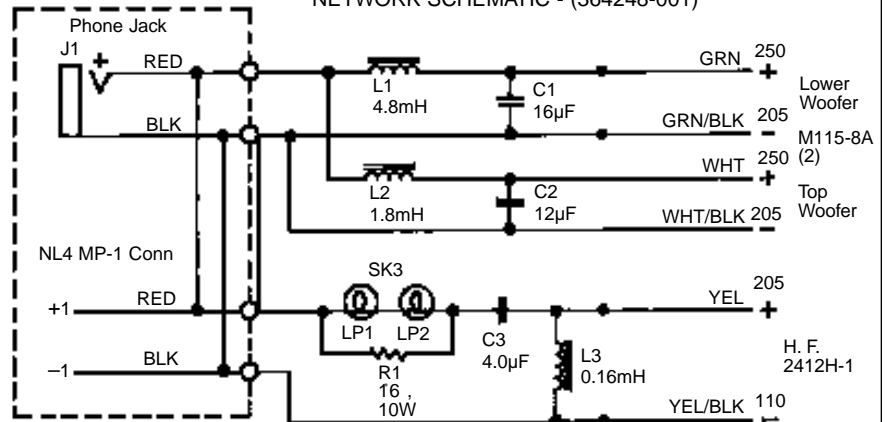 NETWORK SCHEMATIC - (364248-001)
Phone Jack
J1
+
RED
BLK
L1
4.8mH
C1
16µF
GRN
250
+
GRN/BLK
205
–
Lower
Woofer
M115-8A
(2)
L2
1.8mH
C2
12µF
WHT
250
+
WHT/BLK
205
–
Top
Woofer
NL4 MP-1 Conn
+1
RED
–1
BLK
SK3
LP1
LP2
R1
16 ,
10W
C3
4.0µF
L3
0.16mH
YEL
205
+
YEL/BLK
110
–
H. F.
2412H-1